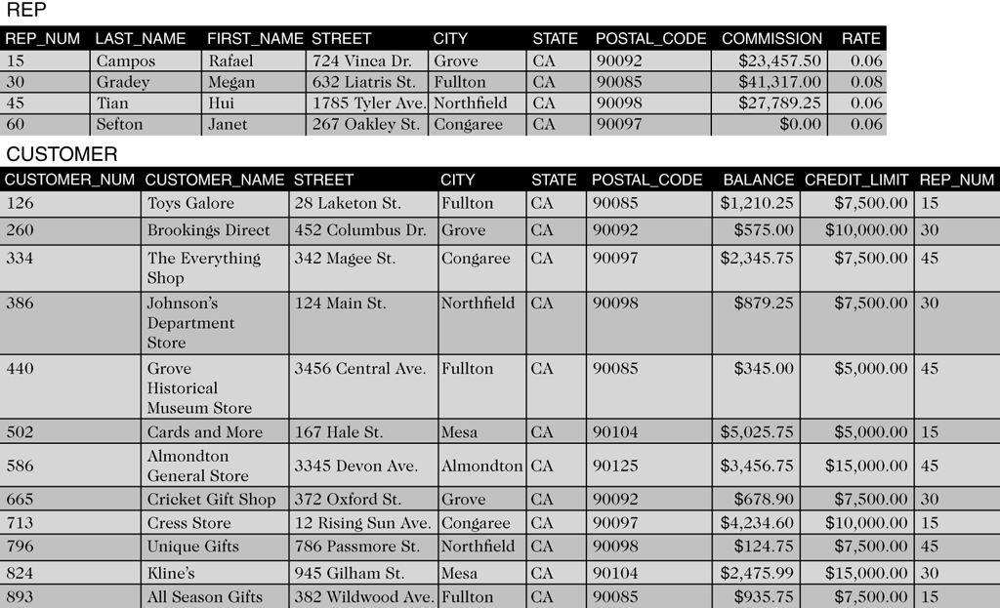 REP
REP_NUM LAST_NAME FIRST_NAME STREET CITY STATE POSTAL_CODE COMMISSION RATE
15 Campos Rafael 724 Vinca Dr. Grove CA 90092 $23,457.50 0.06
30 Gradey Megan 632 Liatris St. Fullton CA 90085 $41,317.00 0.08
45 Tian Hui 1785 Tyler Ave. Northfield CA 90098 $27,789.25 0.06
60 Sefton Janet 267 Oakley St. Congaree CA 90097 $0.00 0.06
CUSTOMER
CUSTOMER_NUM CUSTOMER_NAME STREET CITY STATE POSTAL_CODE BALANCE CREDIT_LIMIT REP_NUM
126 Toys Galore 28 Laketon St. Fullton CA 90085 $1,210.25 $7,500.00 15
260 Brookings Direct 452 Columbus Dr. Grove CA 90092 $575.00 $10,000.00 30
334 The Everything 342 Magee St. Congaree CA 90097 $2,345.75 $7,500.00 45
Shop
386 Johnson's 124 Main St. Northfield CA 90098 $879.25 $7,500.00 30
Department
Store
440 Grove 3456 Central Ave. Fullton CA 90085 $345.00 $5,000.00 45
Historical
Museum Store
502 Cards and More 167 Hale St. Mesa CA 90104 $5,025.75 $5,000.00 15
586 Almondton 3345 Devon Ave. Almondton CA 90125 $3,456.75 $15,000.00 45
General Store
665 Cricket Gift Shop 372 Oxford St. Grove CA 90092 $678.90 $7,500.00 30
713 Cress Store 12 Rising Sun Ave. Congaree CA 90097 $4,234.60 $10,000.00 15
796 Unique Gifts 786 Passmore St. Northfield CA 90098 $124.75 $7,500.00 45
824 Kline's 945 Gilham St. Mesa CA 90104 $2,475.99 $15,000.00 30
893 All Season Gifts 382 Wildwood Ave. Fullton CA 90085 $935.75 $7,500.00 15